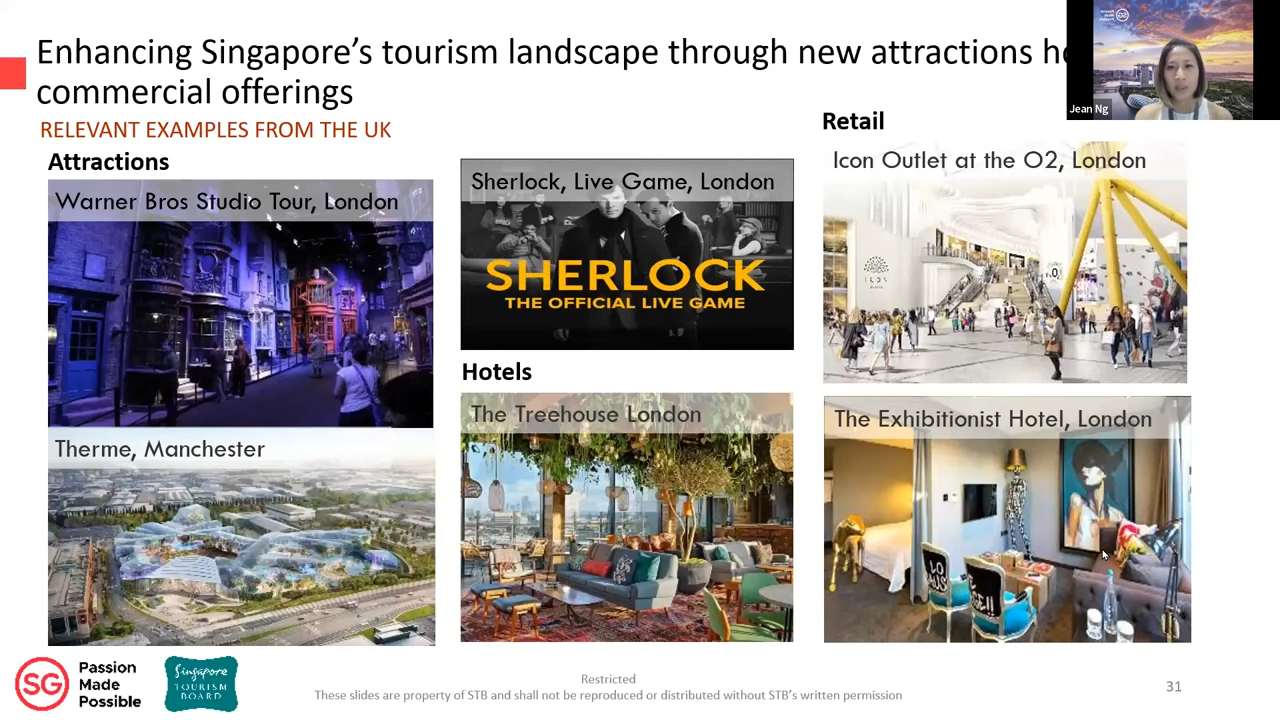 Enhancing Singapore's tourism landscape through new attractions
commercial offerings
RELEVANT EXAMPLES FROM THE UK
Attractions
Warner Bros Studio Tour, London
Therme, Manchester
Sherlock, Live Game, London
SHERLOCK
THE OFFICIAL LIVE GAME
Hotels
The Treehouse London
Retail
Icon Outlet at the O2, London
ICON
The Exhibitionist Hotel, London
Jean Ng
SG
Passion
Made
Possible
Singapore
TOURISM
BOARD
Restricted
These slides are property of STB and shall not be reproduced or distributed without STB's written permission
31